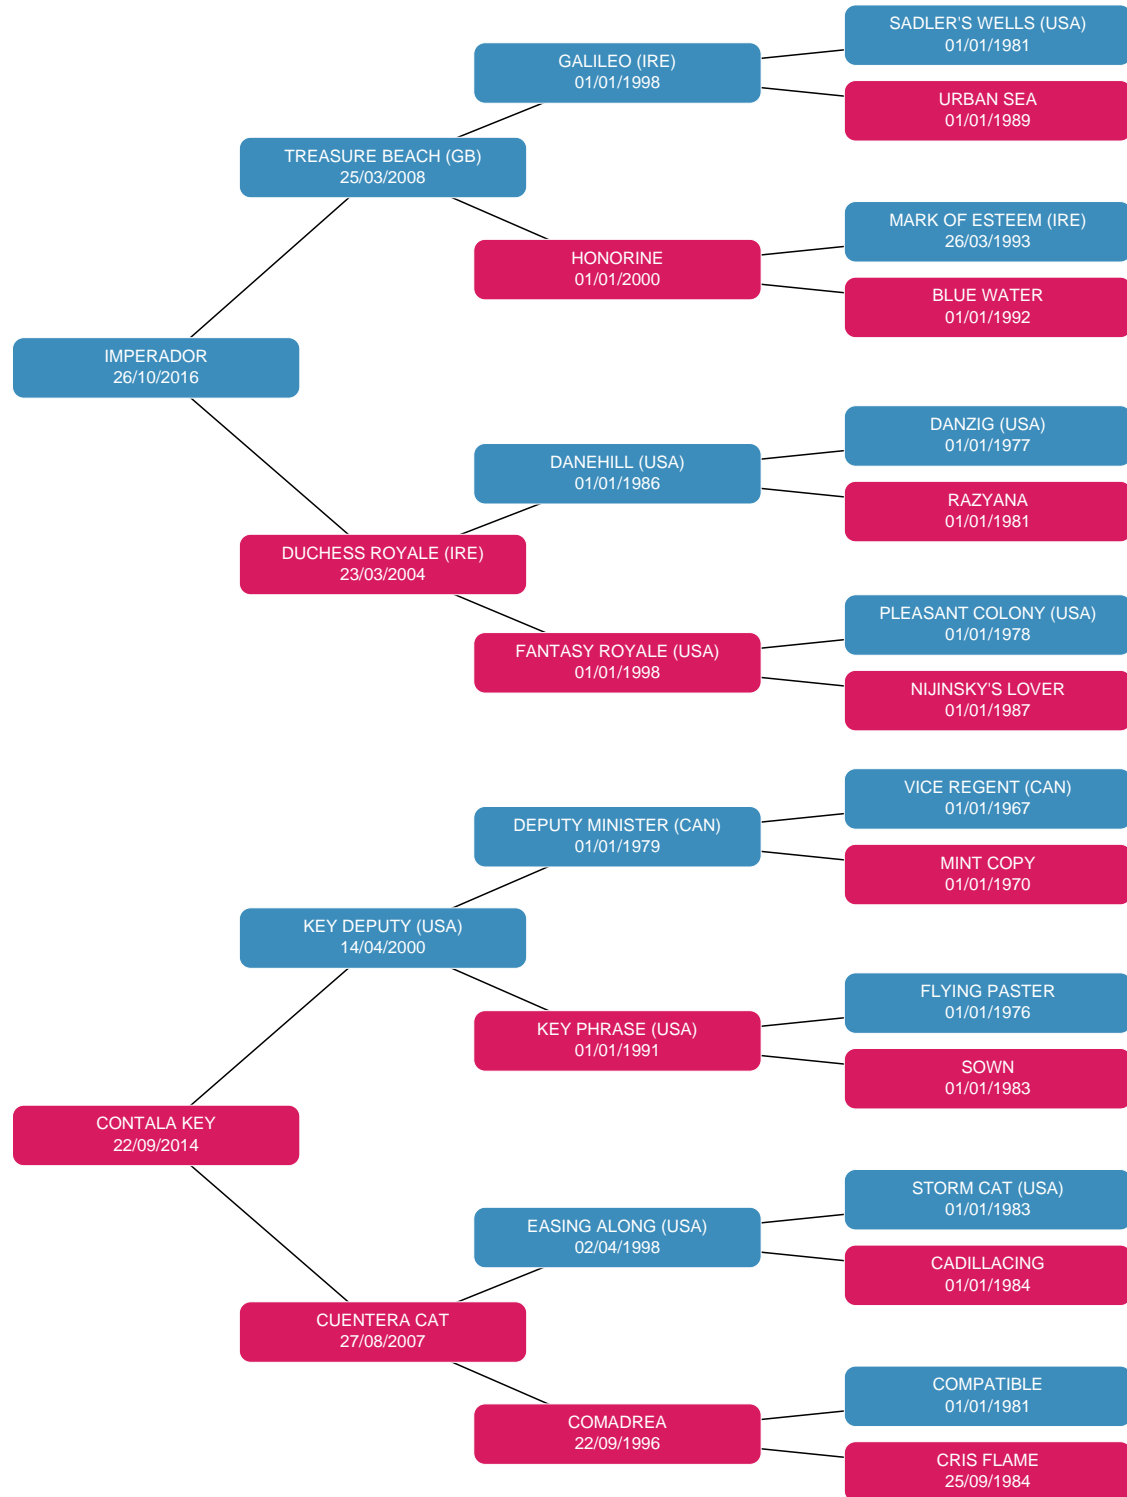 SADLER'S WELLS (USA)
01/01/1981
GALILEO (IRE)
01/01/1998
URBAN SEA
01/01/1989
TREASURE BEACH (GB)
25/03/2008
MARK OF ESTEEM (IRE)
26/03/1993
HONORINE
01/01/2000
BLUE WATER
01/01/1992
IMPERADOR
26/10/2016
DANZIG (USA)
01/01/1977
DANEHILL (USA)
01/01/1986
RAZYANA
01/01/1981
DUCHESS ROYALE (IRE)
23/03/2004
PLEASANT COLONY (USA)
01/01/1978
FANTASY ROYALE (USA)
01/01/1998
NIJINSKY'S LOVER
01/01/1987
VICE REGENT (CAN)
01/01/1967
DEPUTY MINISTER (CAN)
01/01/1979
MINT COPY
01/01/1970
KEY DEPUTY (USA)
14/04/2000
FLYING PASTER
01/01/1976
KEY PHRASE (USA)
01/01/1991
SOWN
01/01/1983
CONTALA KEY
22/09/2014
STORM CAT (USA)
01/01/1983
EASING ALONG (USA)
02/04/1998
CADILLACING
01/01/1984
CUENTERA CAT
27/08/2007
COMPATIBLE
01/01/1981
COMADREA
22/09/1996
CRIS FLAME
25/09/1984